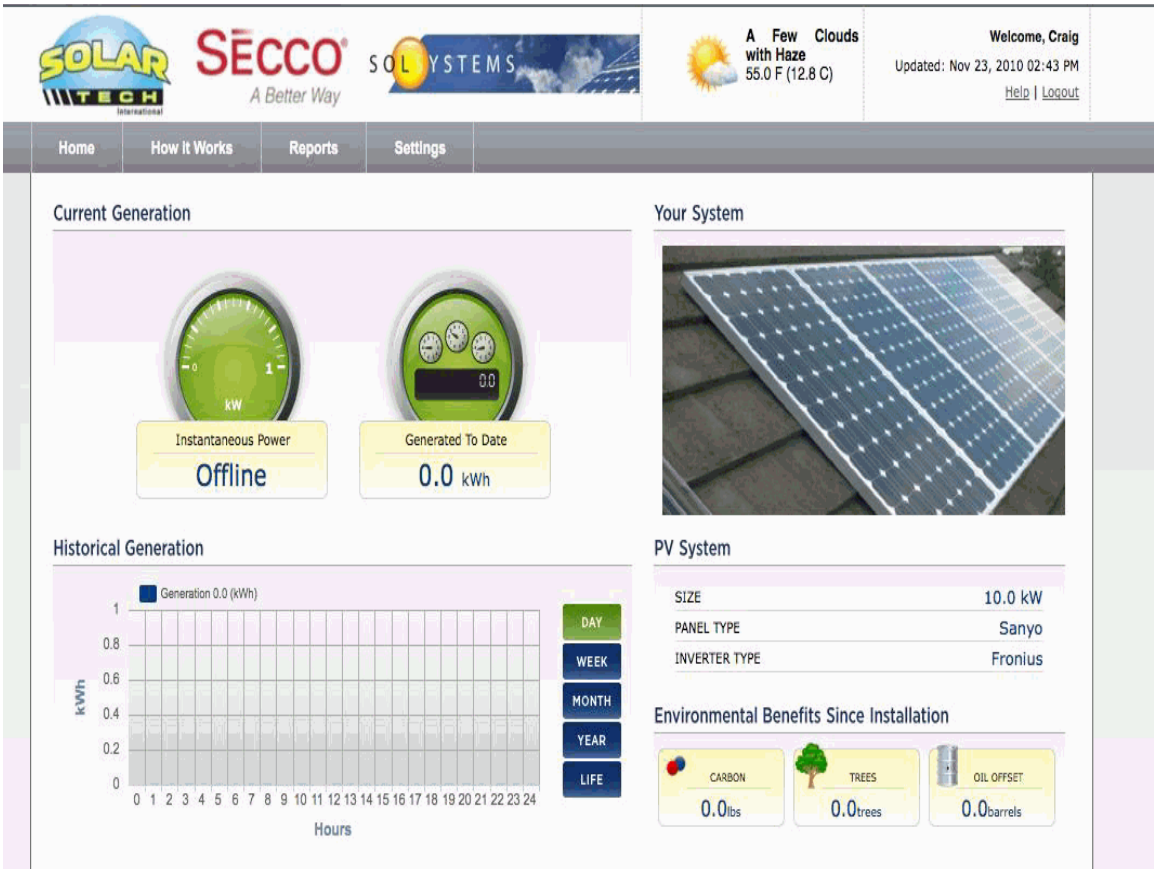 SOLAR
TECH
International
SĒCCO
A Better Way
SOL SYSTEMS
A Few Clouds
with Haze
55.0 F (12.8 C)
Welcome, Craig
Updated: Nov 23, 2010 02:43 PM
Help | Logout
Home
How it Works
Reports
Settings
Current Generation
0
1
kW
Instantaneous Power
Offline
0.0
Generated To Date
0.0 kWh
Your System
Historical Generation
Generation 0.0 (kWh)
1
0.8
0.6
0.4
0.2
0
kWh
0 1 2 3 4 5 6 7 8 9 10 11 12 13 14 15 16 17 18 19 20 21 22 23 24
Hours
DAY
WEEK
MONTH
YEAR
LIFE
PV System
SIZE 10.0 kW
PANEL TYPE Sanyo
INVERTER TYPE Fronius
Environmental Benefits Since Installation
CARBON
0.0lbs
TREES
0.0trees
OIL OFFSET
0.0barrels